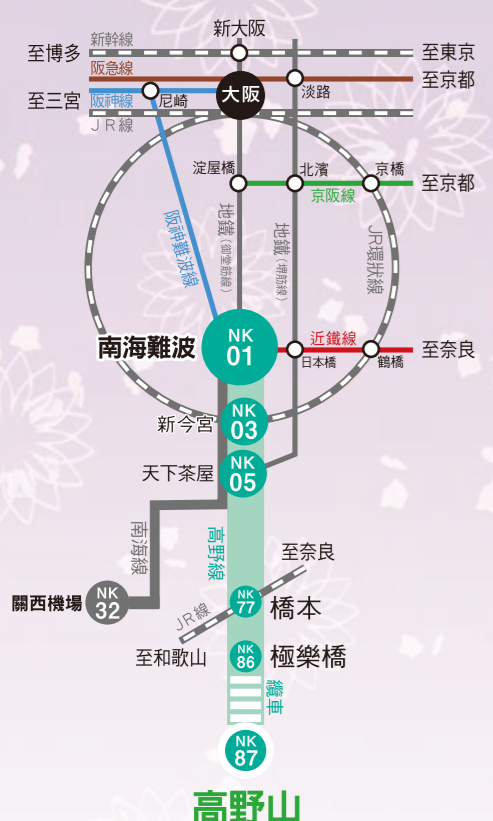 新大阪
新幹線
至博多
至東京
阪急線
至京都
大阪
淡路
至三宮
阪神線
尼崎
JR線
淀屋橋
北濱
京橋
至京都
京阪線
地鐵(御堂筋線)
地鐵(堺筋線)
阪神難波線
JR環狀線
南海難波
NK
01
近鐵線
至奈良
日本橋
鶴橋
新今宮
NK
03
天下茶屋
NK
05
南海線
高野線
至奈良
關西機場
NK
32
JR線
NK
77
橋本
至和歌山
NK
86
極樂橋
纜車
NK
87
高野山